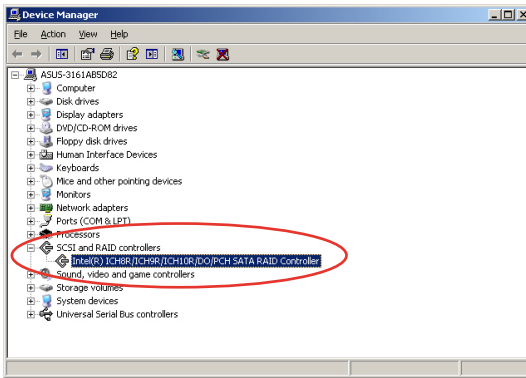 Device Manager
File Action View Help
ASUS-3161AB5D82
Computer
Disk drives
Display adapters
DVD/CD-ROM drives
Floppy disk drives
Human Interface Devices
Keyboards
Mice and other pointing devices
Monitors
Network adapters
Ports (COM & LPT)
Processors
SCSI and RAID controllers
Intel(R) ICH8R/ICH9R/ICH10R/DO/PCH SATA RAID Controller
Sound, video and game controllers
Storage volumes
System devices
Universal Serial Bus controllers